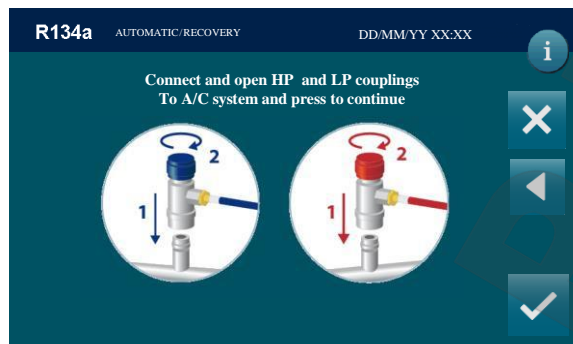 R134a AUTOMATIC/RECOVERY DD/MM/YY XX:XX
i
Connect and open HP and LP couplings
To A/C system and press to continue
2
1
2
1